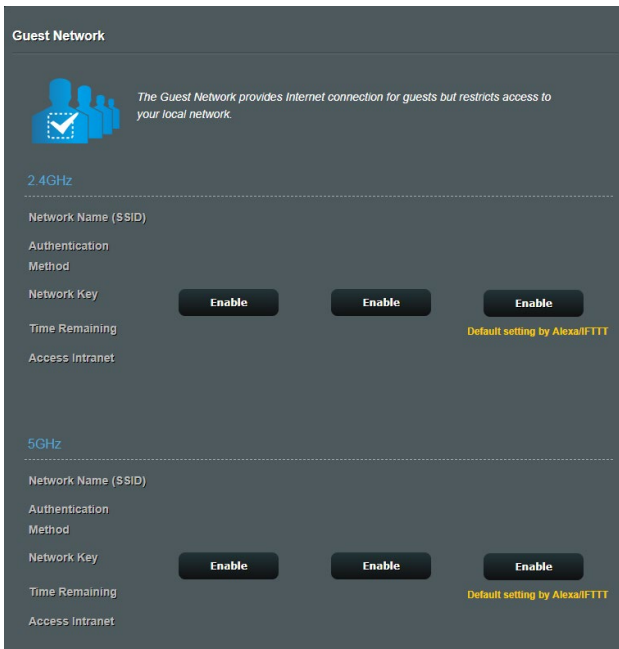 Guest Network
The Guest Network provides Internet connection for guests but restricts access to
your local network.
2.4GHz
Network Name (SSID)
Authentication
Method
Network Key
Enable Enable Enable
Time Remaining
Default setting by Alexa/IFTTT
Access Intranet
5GHz
Network Name (SSID)
Authentication
Method
Network Key
Enable Enable Enable
Time Remaining
Default setting by Alexa/IFTTT
Access Intranet